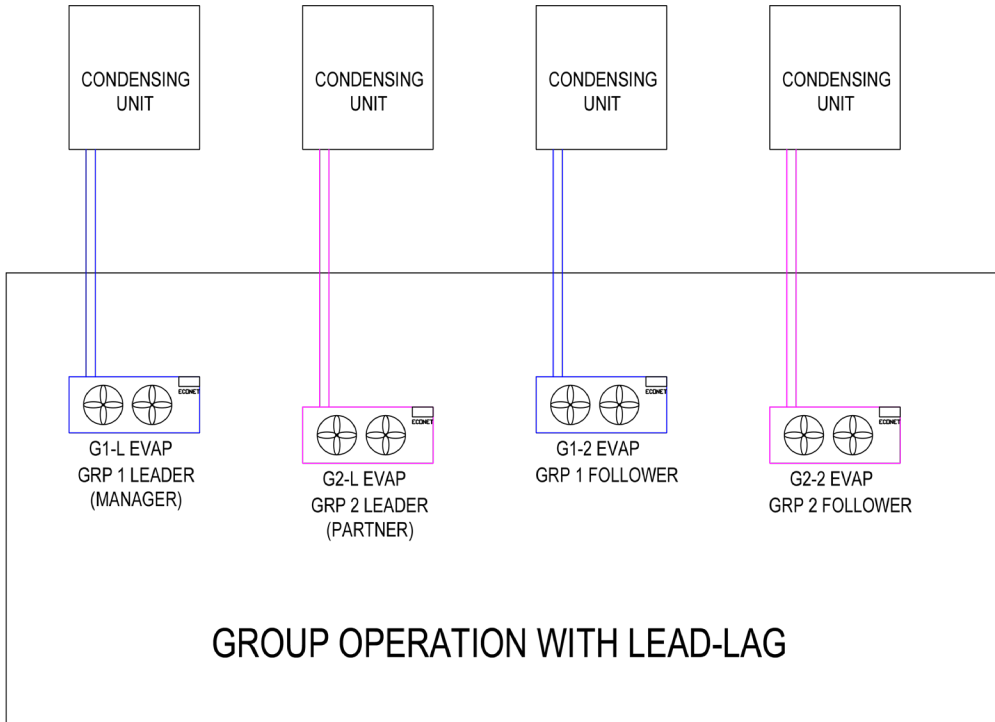 CONDENSING
UNIT
CONDENSING
UNIT
CONDENSING
UNIT
CONDENSING
UNIT
ECONET
G1-L EVAP
GRP 1 LEADER
(MANAGER)
ECONET
G2-L EVAP
GRP 2 LEADER
(PARTNER)
ECONET
G1-2 EVAP
GRP 1 FOLLOWER
ECONET
G2-2 EVAP
GRP 2 FOLLOWER
GROUP OPERATION WITH LEAD-LAG